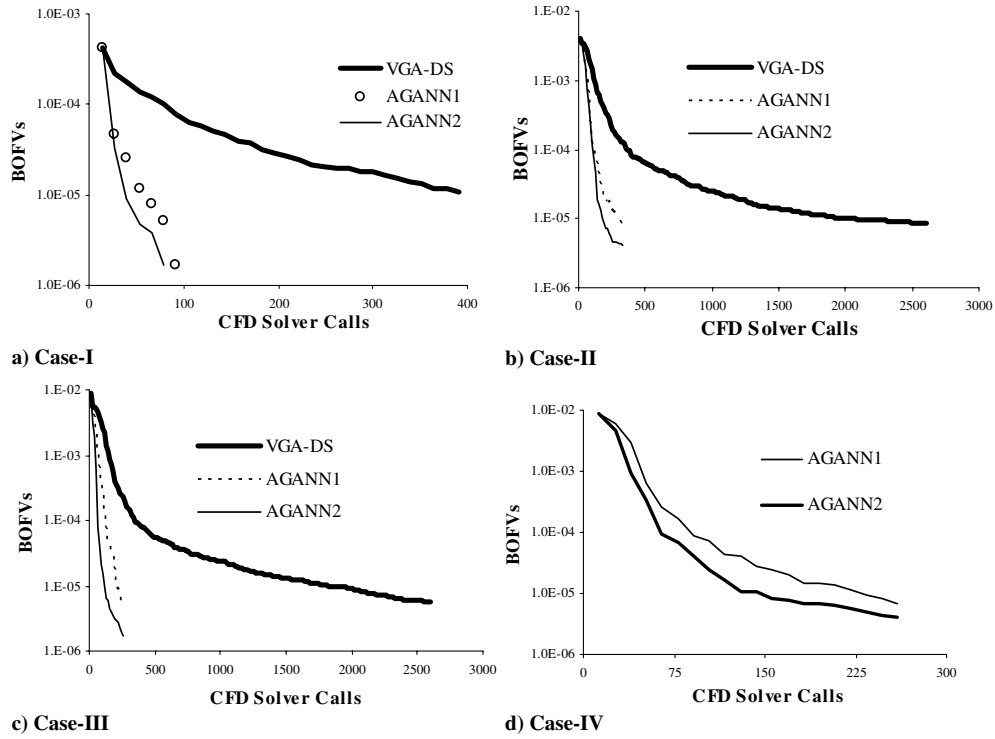 1.0E-03
1.0E-04
1.0E-05
1.0E-06
BOFVs
VGA-DS
AGANN1
AGANN2
0
100
200
300
400
CFD Solver Calls
a) Case-I
1.E-02
1.E-03
1.E-04
1.E-05
1.E-06
BOFVs
VGA-DS
AGANN1
AGANN2
0
500
1000
1500
2000
2500
3000
CFD Solver Calls
b) Case-II
1.E-02
1.E-03
1.E-04
1.E-05
1.E-06
BOFVs
VGA-DS
AGANN1
AGANN2
0
500
1000
1500
2000
2500
3000
CFD Solver Calls
c) Case-III
1.0E-02
1.0E-03
1.0E-04
1.0E-05
1.0E-06
BOFVs
AGANN1
AGANN2
0
75
150
225
300
CFD Solver Calls
d) Case-IV